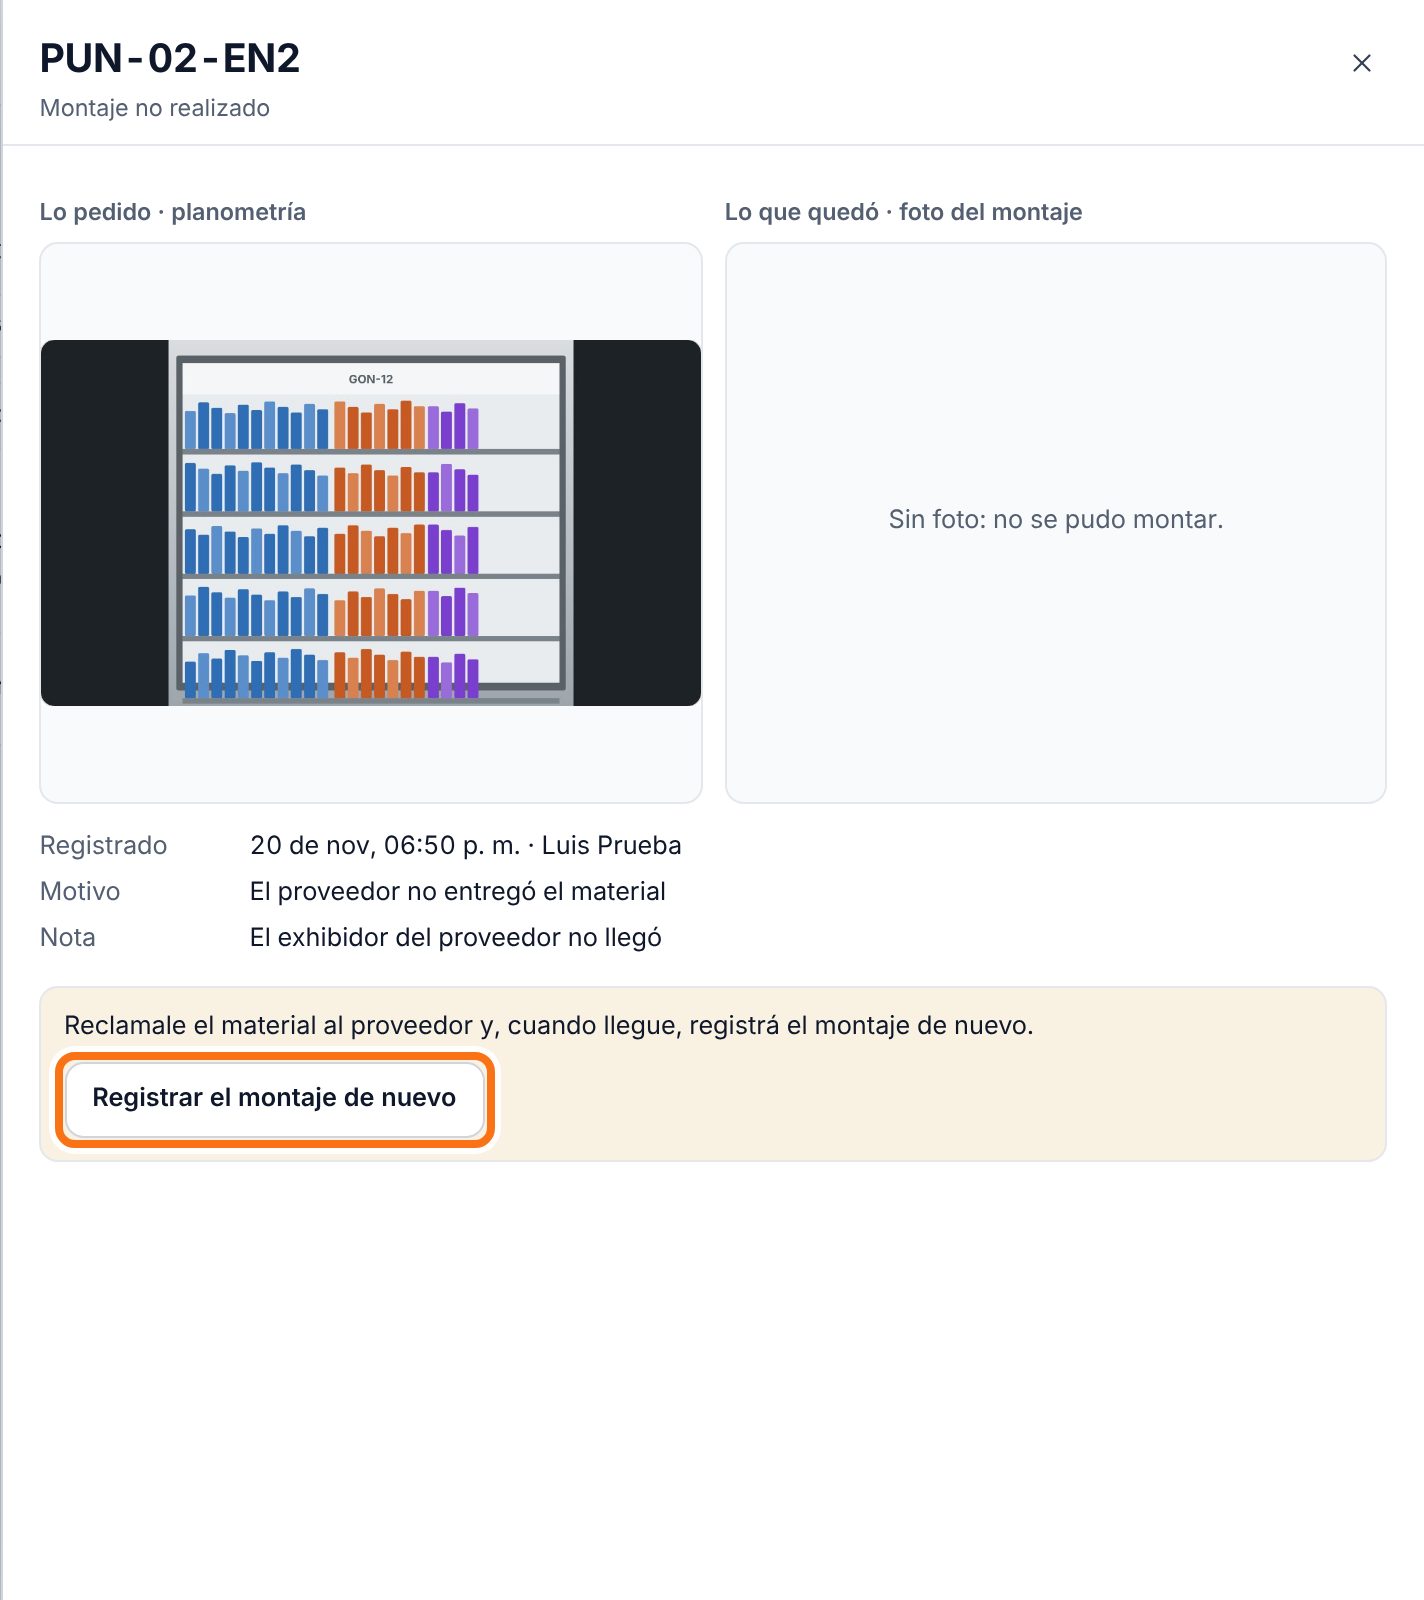 PUN-02-EN2
Montaje no realizado
Lo pedido · planometría
Lo que quedó · foto del montaje
GON-12
Sin foto: no se pudo montar.
Registrado 20 de nov, 06:50 p. m. · Luis Prueba
Motivo El proveedor no entregó el material
Nota El exhibidor del proveedor no llegó
Reclamale el material al proveedor y, cuando llegue, registrá el montaje de nuevo.
Registrar el montaje de nuevo